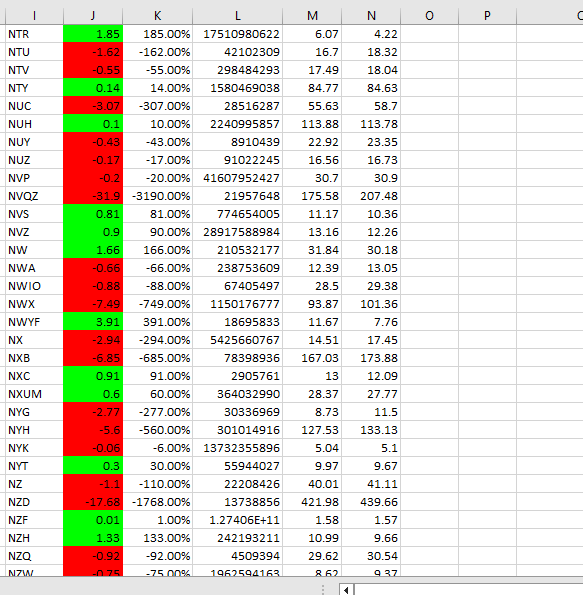 I J K L M N O P
NTR 1.85 185.00% 17510980622 6.07 4.22
NTU -1.62 -162.00% 42102309 16.7 18.32
NTV -0.55 -55.00% 298484293 17.49 18.04
NTY 0.14 14.00% 1580469038 84.77 84.63
NUC -3.07 -307.00% 28516287 55.63 58.7
NUH 0.1 10.00% 2240995857 113.88 113.78
NUY -0.43 -43.00% 8910439 22.92 23.35
NUZ -0.17 -17.00% 91022245 16.56 16.73
NVP -0.2 -20.00% 41607952427 30.7 30.9
NVQZ -31.9 -3190.00% 21957648 175.58 207.48
NVS 0.81 81.00% 774654005 11.17 10.36
NVZ 0.9 90.00% 28917588984 13.16 12.26
NW 1.66 166.00% 210532177 31.84 30.18
NWA -0.66 -66.00% 238753609 12.39 13.05
NWIO -0.88 -88.00% 67405497 28.5 29.38
NWX -7.49 -749.00% 1150176777 93.87 101.36
NWYF 3.91 391.00% 18695833 11.67 7.76
NX -2.94 -294.00% 5425660767 14.51 17.45
NXB -6.85 -685.00% 78398936 167.03 173.88
NXC 0.91 91.00% 2905761 13 12.09
NXUM 0.6 60.00% 364032990 28.37 27.77
NYG -2.77 -277.00% 30336969 8.73 11.5
NYH -5.6 -560.00% 301014916 127.53 133.13
NYK -0.06 -6.00% 13732355896 5.04 5.1
NYT 0.3 30.00% 55944027 9.97 9.67
NZ -1.1 -110.00% 22208426 40.01 41.11
NZD -17.68 -1768.00% 13738856 421.98 439.66
NZF 0.01 1.00% 1.27406E+11 1.58 1.57
NZH 1.33 133.00% 242193211 10.99 9.66
NZQ -0.92 -92.00% 4509394 29.62 30.54
NZW -0.75 -75.00% 1962594163 8.62 9.37